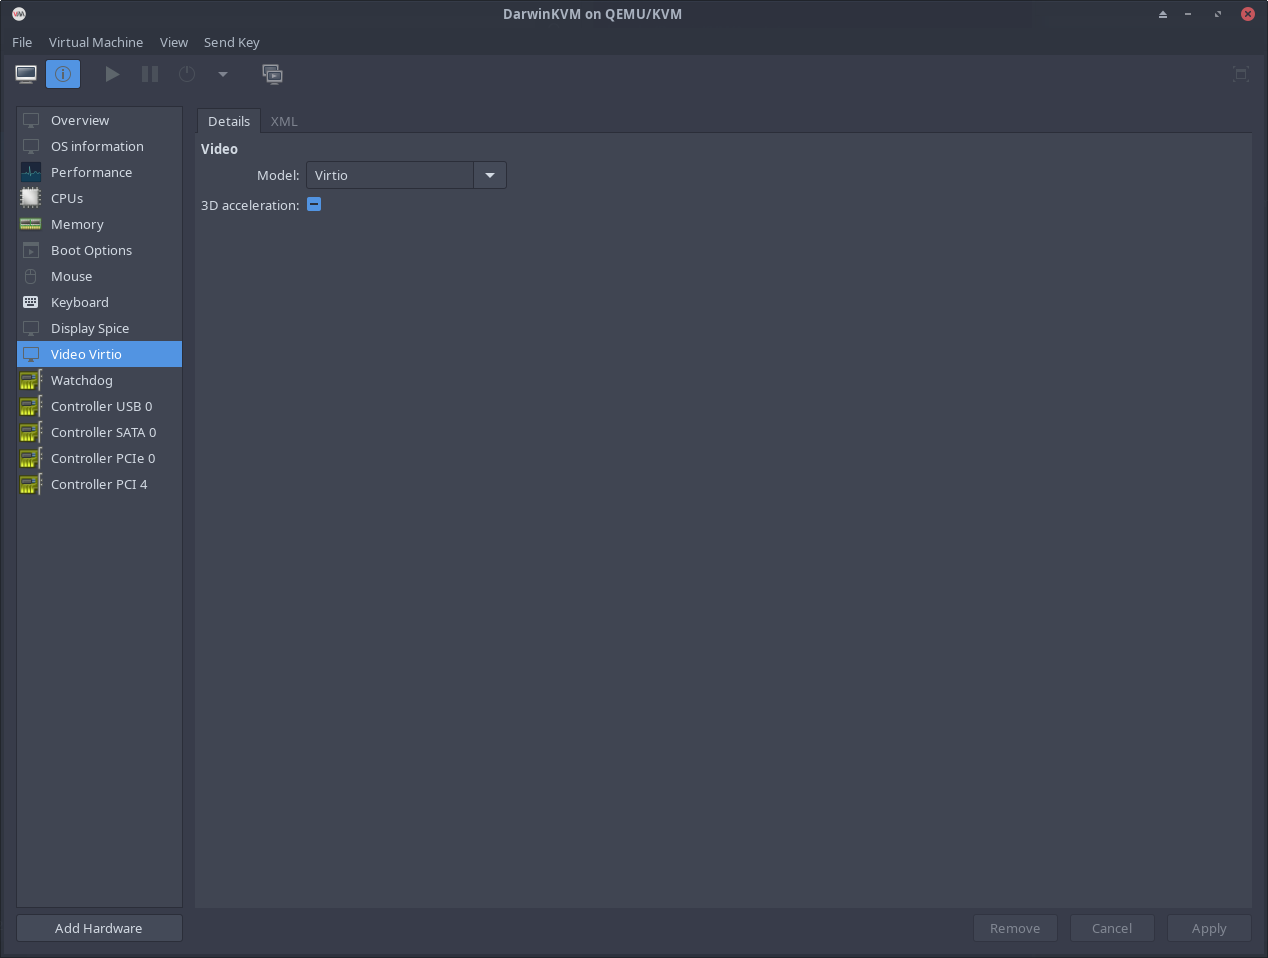 DarwinKVM on QEMU/KVM
File Virtual Machine View Send Key
Overview
OS information
Performance
CPUs
Memory
Boot Options
Mouse
Keyboard
Display Spice
Video Virtio
Watchdog
Controller USB 0
Controller SATA 0
Controller PCIe 0
Controller PCI 4
Add Hardware
Details XML
Video
Model: Virtio
3D acceleration:
Remove Cancel Apply